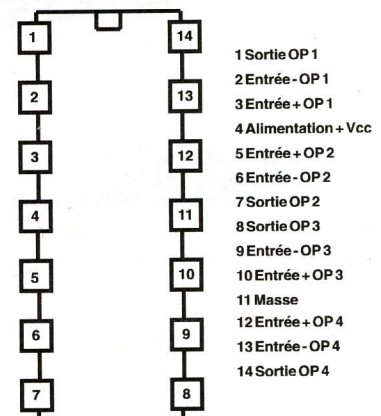 1 14
2 13
3 12
4 11
5 10
6 9
7 8
1 Sortie OP 1
2 Entrée - OP 1
3 Entrée + OP 1
4 Alimentation + Vcc
5 Entrée + OP 2
6 Entrée - OP 2
7 Sortie OP 2
8 Sortie OP 3
9 Entrée - OP 3
10 Entrée + OP 3
11 Masse
12 Entrée + OP 4
13 Entrée - OP 4
14 Sortie OP 4